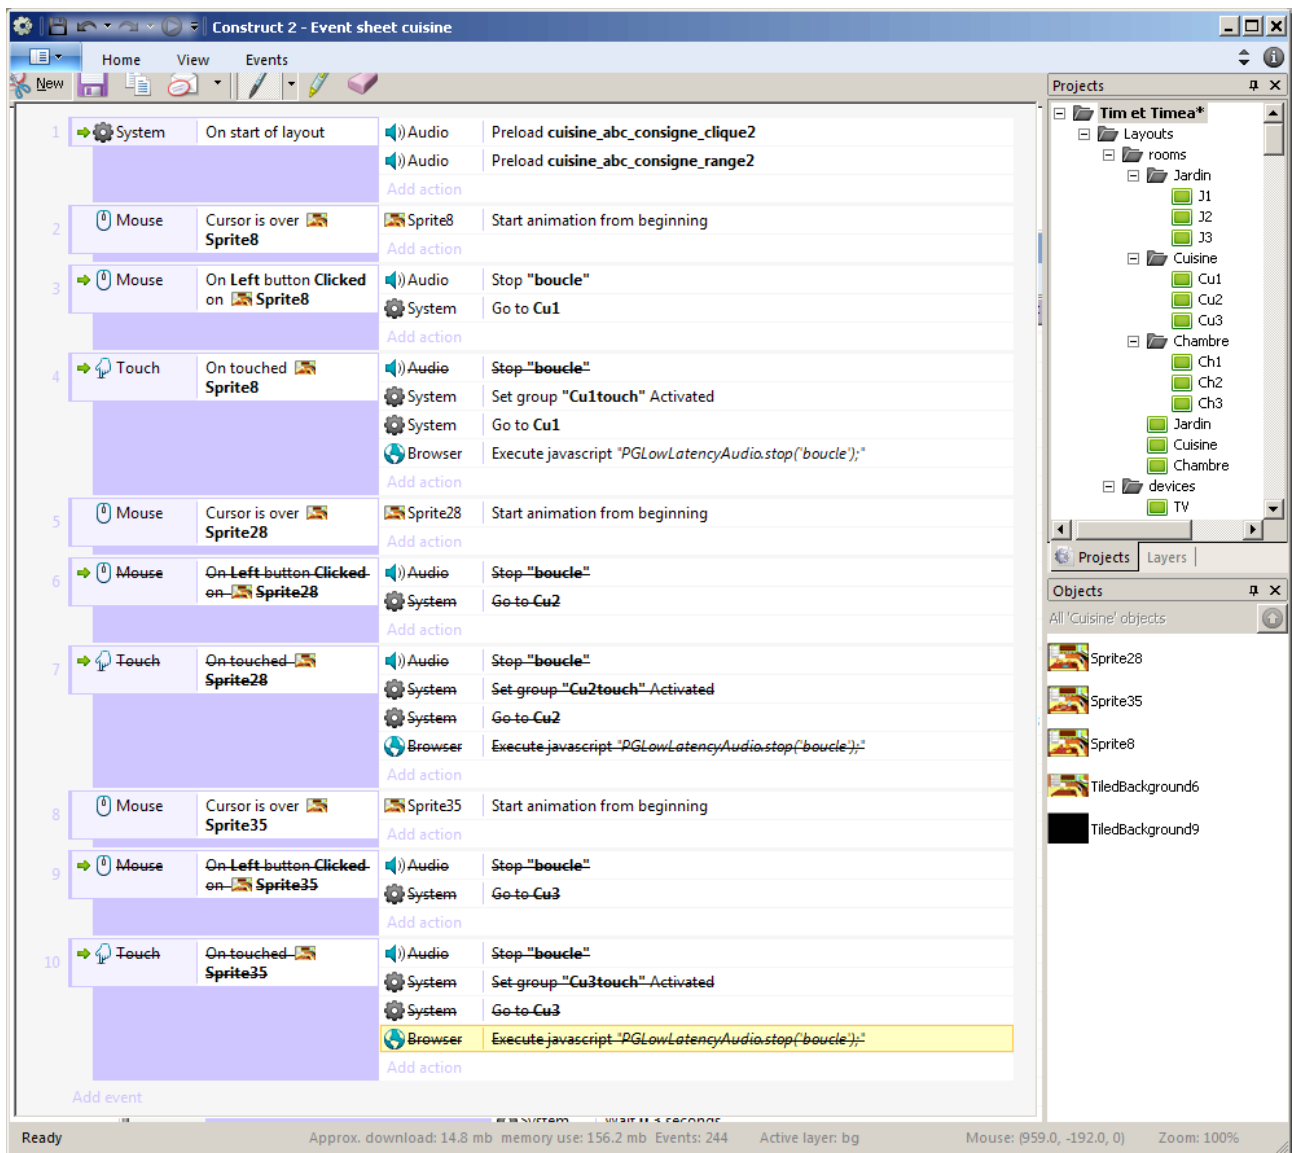 Construct 2 - Event sheet cuisine
Home View Events
New
Projects
1 System On start of layout Audio Preload cuisine_abc_consigne_clique2
Audio Preload cuisine_abc_consigne_range2
Add action
2 Mouse Cursor is over Sprite8 Start animation from beginning
Sprite8
Add action
3 Mouse On Left button Clicked Audio Stop "boucle"
on Sprite8 System Go to Cu1
Add action
4 Touch On touched Audio Stop "boucle"
Sprite8
System Set group "Cu1touch" Activated
System Go to Cu1
Browser Execute javascript "PGLowLatencyAudio.stop('boucle');"
Add action
5 Mouse Cursor is over Sprite28 Start animation from beginning
Sprite28
Add action
6 Mouse On Left button Clicked Audio Stop "boucle"
on Sprite28 System Go to Cu2
Add action
7 Touch On touched Audio Stop "boucle"
Sprite28 System Set group "Cu2touch" Activated
System Go to Cu2
Browser Execute javascript "PGLowLatencyAudio.stop('boucle');"
Add action
8 Mouse Cursor is over Sprite35 Start animation from beginning
Sprite35
Add action
9 Mouse On Left button Clicked Audio Stop "boucle"
on Sprite35 System Go to Cu3
Add action
10 Touch On touched Audio Stop "boucle"
Sprite35 System Set group "Cu3touch" Activated
System Go to Cu3
Browser Execute javascript "PGLowLatencyAudio.stop('boucle');"
Add action
Add event
Tim et Timea*
Layouts
rooms
Jardin
J1
J2
J3
Cuisine
Cu1
Cu2
Cu3
Chambre
Ch1
Ch2
Ch3
Jardin
Cuisine
Chambre
devices
TV
Projects Layers
Objects
All 'Cuisine' objects
Sprite28
Sprite35
Sprite8
TiledBackground6
TiledBackground9
Ready Approx. download: 14.8 mb memory use: 156.2 mb Events: 244 Active layer: bg Mouse: (959.0, -192.0, 0) Zoom: 100%